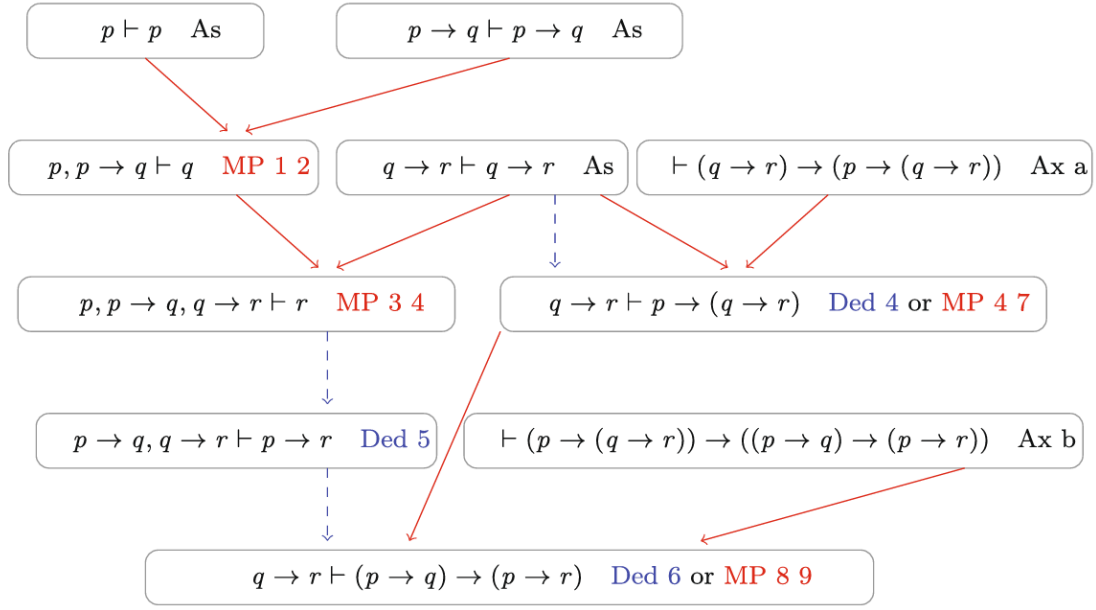 p ⊢ p As
p → q ⊢ p → q As
p, p → q ⊢ q MP 1 2
q → r ⊢ q → r As
⊢ (q → r) → (p → (q → r)) Ax a
p, p → q, q → r ⊢ r MP 3 4
q → r ⊢ p → (q → r) Ded 4 or MP 4 7
p → q, q → r ⊢ p → r Ded 5
⊢ (p → (q → r)) → ((p → q) → (p → r)) Ax b
q → r ⊢ (p → q) → (p → r) Ded 6 or MP 8 9